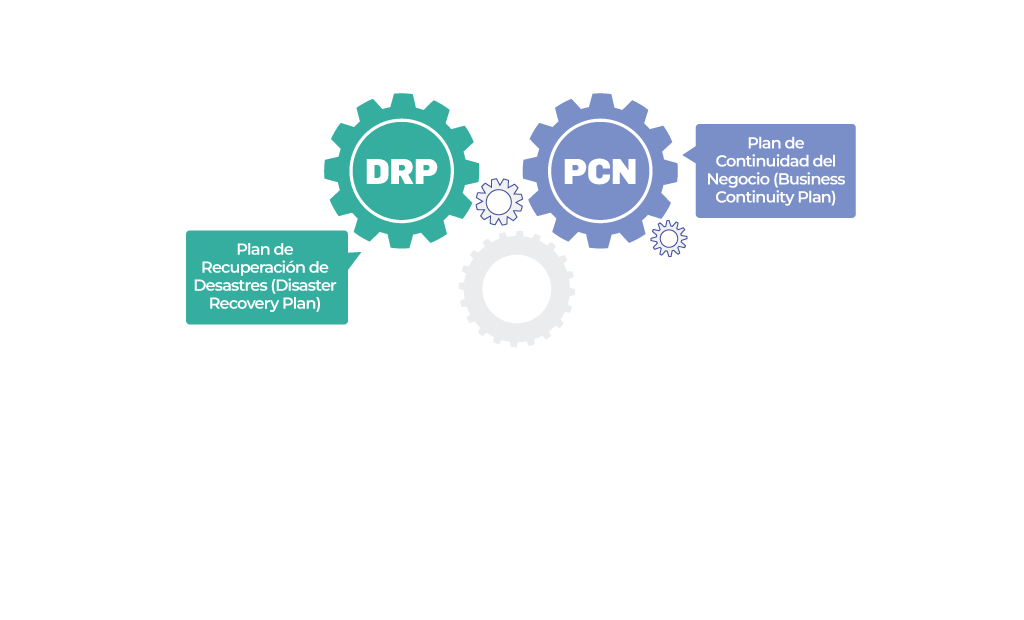 DRP
PCN
Plan de
Continuidad del
Negocio (Business
Continuity Plan)
Plan de
Recuperación de
Desastres (Disaster
Recovery Plan)